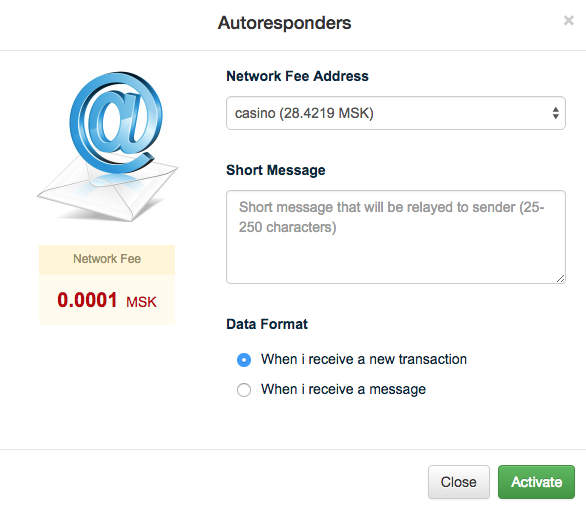 Autoresponders
×
Network Fee Address
casino (28.4219 MSK)
Short Message
Short message that will be relayed to sender (25-
250 characters)
Network Fee
0.0001 MSK
Data Format
When i receive a new transaction
When i receive a message
Close
Activate